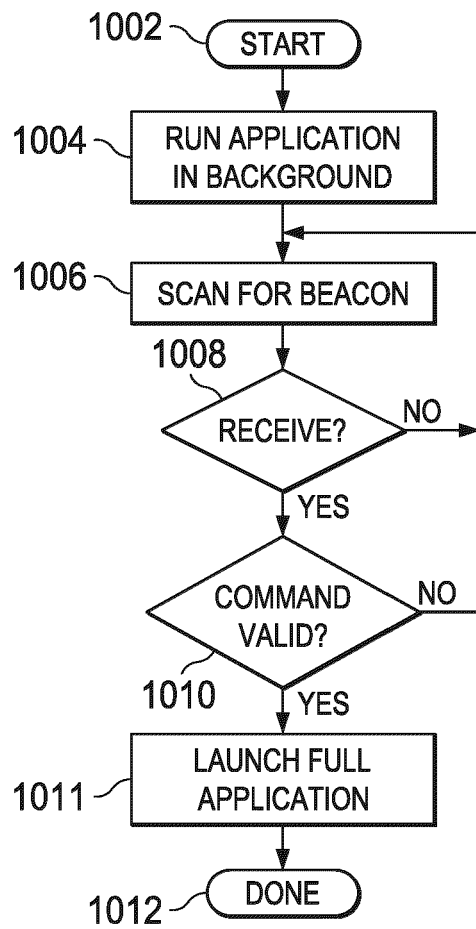 1002
START
1004
RUN APPLICATION
IN BACKGROUND
1006
SCAN FOR BEACON
1008
RECEIVE?
NO
YES
COMMAND
VALID?
NO
1010
YES
1011
LAUNCH FULL
APPLICATION
1012
DONE